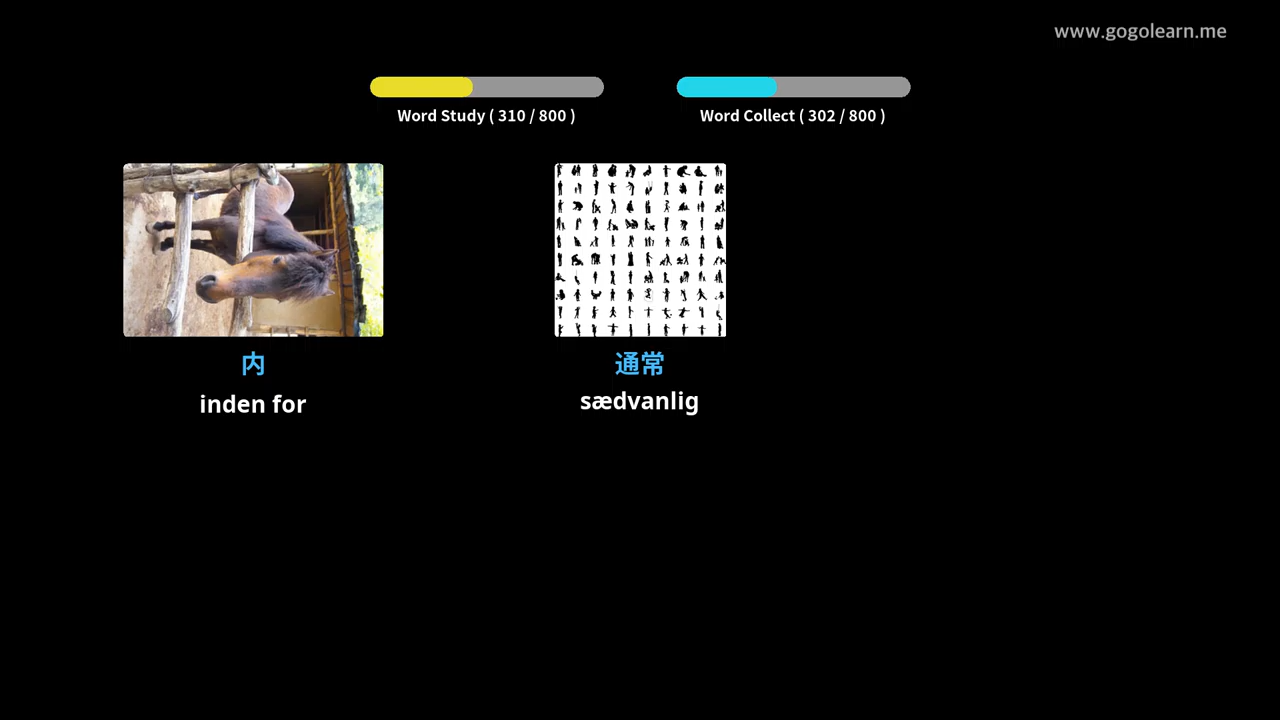 www.gogolearn.me
Word Study ( 310 / 800 )
Word Collect ( 302 / 800 )
内
inden for
通常
sædvanlig